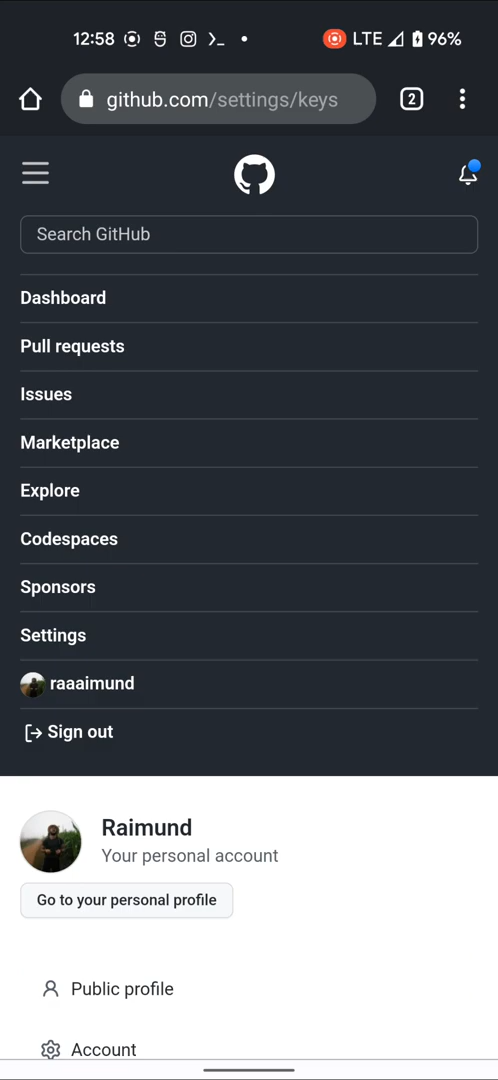 12:58 LTE 96%
github.com/settings/keys 2
Search GitHub
Dashboard
Pull requests
Issues
Marketplace
Explore
Codespaces
Sponsors
Settings
raaaimund
Sign out
Raimund
Your personal account
Go to your personal profile
Public profile
Account